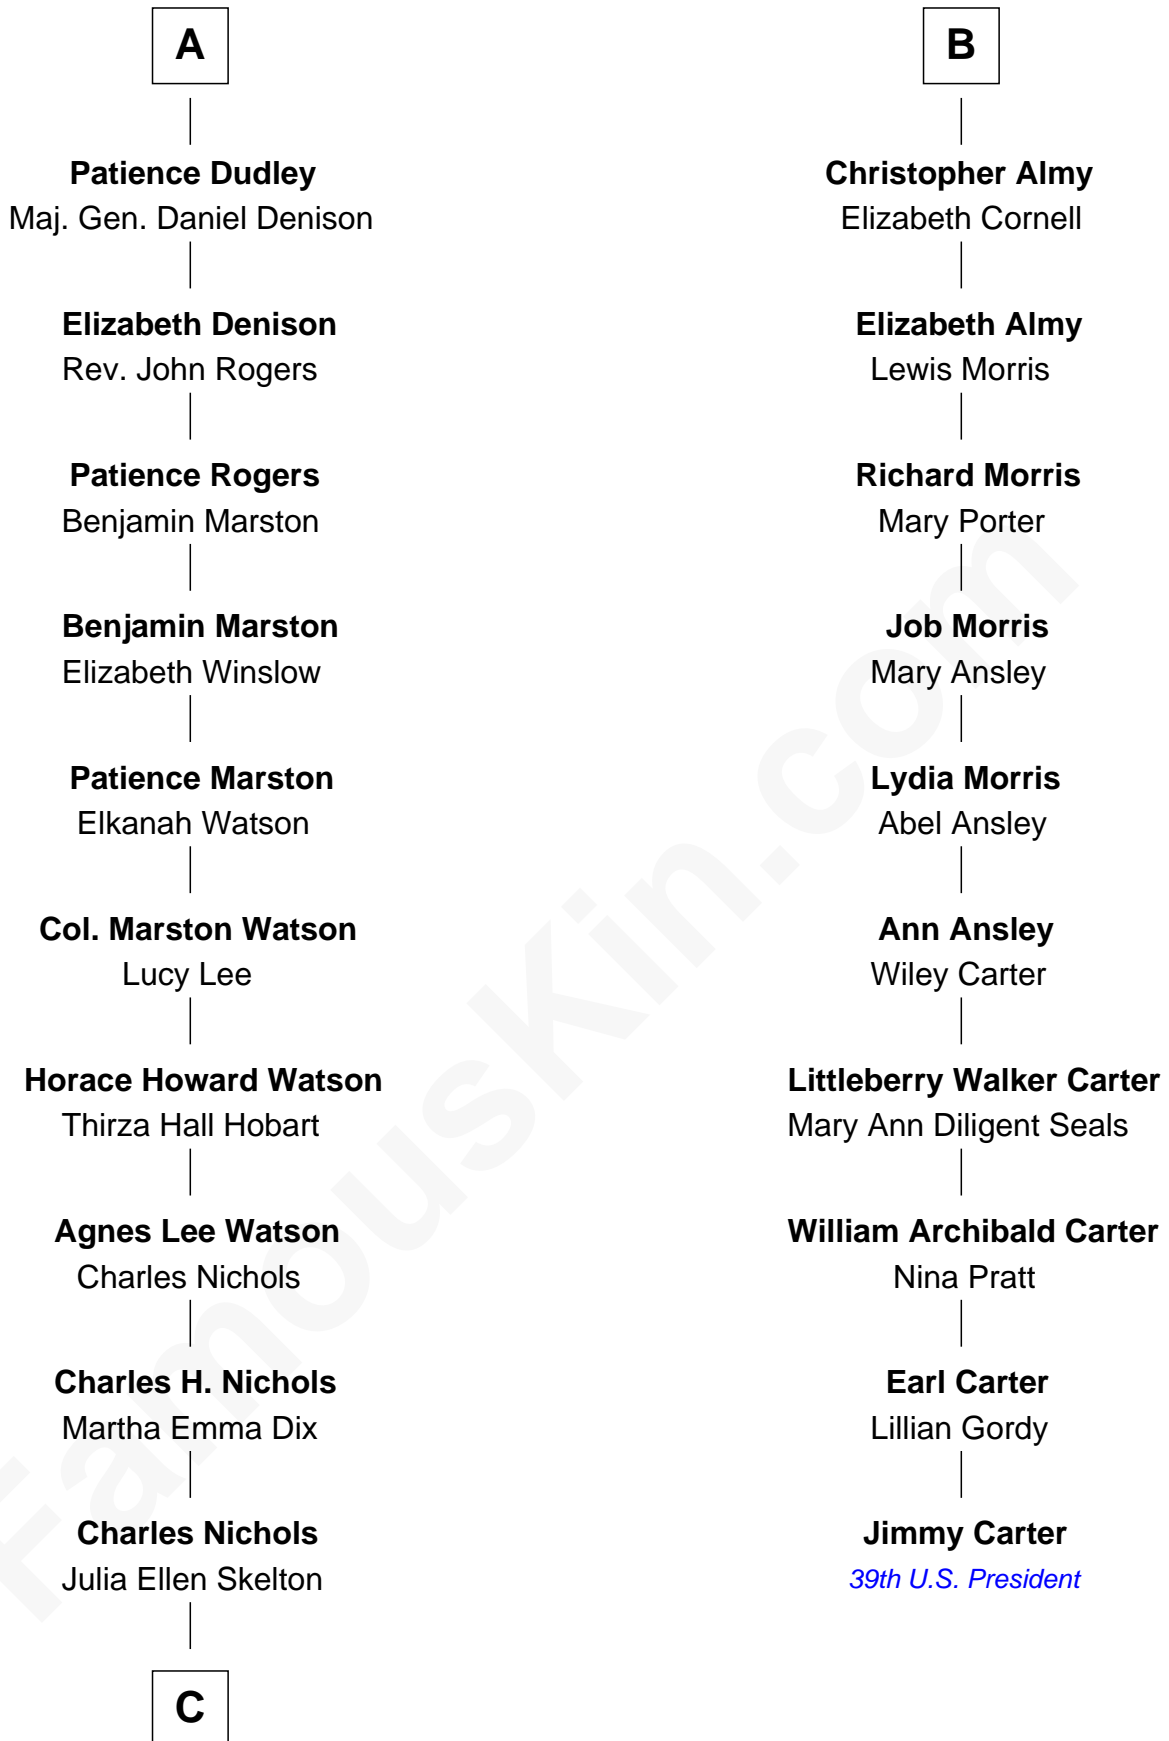 A
Patience Dudley
Maj. Gen. Daniel Denison
Elizabeth Denison
Rev. John Rogers
Patience Rogers
Benjamin Marston
Benjamin Marston
Elizabeth Winslow
Patience Marston
Elkanah Watson
Col. Marston Watson
Lucy Lee
Horace Howard Watson
Thirza Hall Hobart
Agnes Lee Watson
Charles Nichols
Charles H. Nichols
Martha Emma Dix
Charles Nichols
Julia Ellen Skelton
C
B
Christopher Almy
Elizabeth Cornell
Elizabeth Almy
Lewis Morris
Richard Morris
Mary Porter
Job Morris
Mary Ansley
Lydia Morris
Abel Ansley
Ann Ansley
Wiley Carter
Littleberry Walker Carter
Mary Ann Diligent Seals
William Archibald Carter
Nina Pratt
Earl Carter
Lillian Gordy
Jimmy Carter
39th U.S. President
FamousKin.com